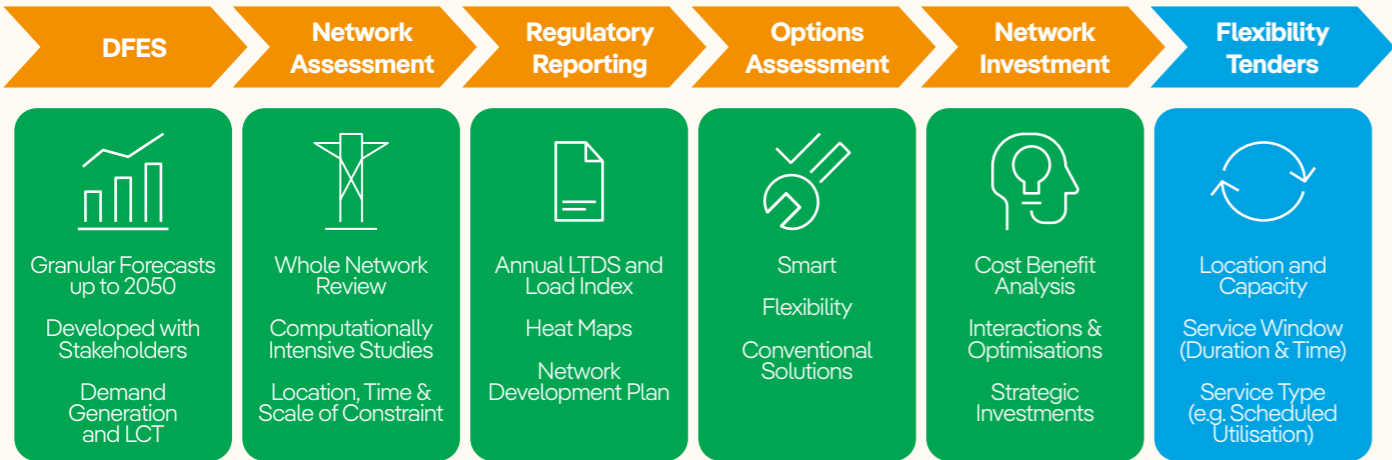 DFES
Network
Assessment
Regulatory
Reporting
Options
Assessment
Network
Investment
Flexibility
Tenders
Granular Forecasts
up to 2050
Developed with
Stakeholders
Demand
Generation
and LCT
Whole Network
Review
Computationally
Intensive Studies
Location, Time &
Scale of Constraint
Annual LTDS and
Load Index
Heat Maps
Network
Development Plan
Smart
Flexibility
Conventional
Solutions
Cost Benefit
Analysis
Interactions &
Optimisations
Strategic
Investments
Location and
Capacity
Service Window
(Duration & Time)
Service Type
(e.g. Scheduled
Utilisation)